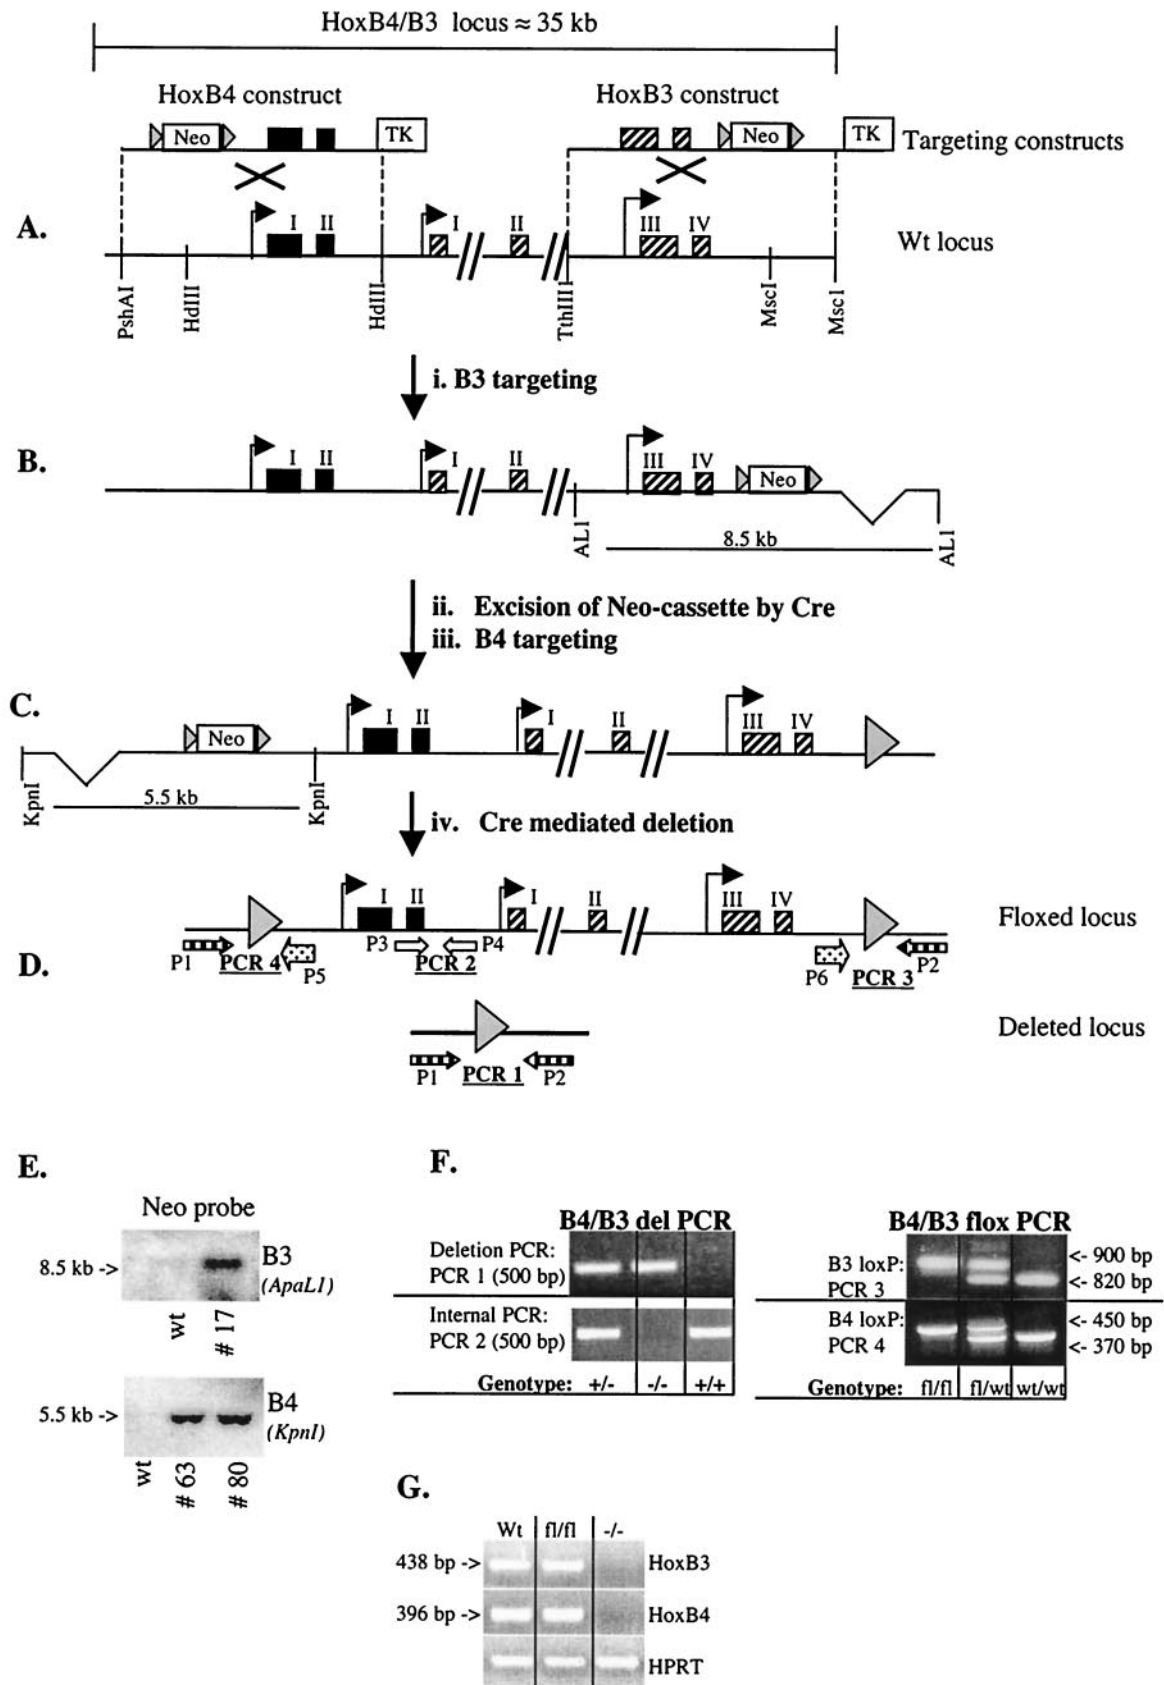 HoxB4/B3 locus ≈ 35 kb
HoxB4 construct
HoxB3 construct
Neo
TK
Neo
TK
Targeting constructs
A.
I
II
I
II
III
IV
Wt locus
PshAI
HdIII
HdIII
TthIII1
MscI
Msc1
i. B3 targeting
B.
I
II
I
II
III
IV
Neo
AL1
8.5 kb
AL1
ii. Excision of Neo-cassette by Cre
iii. B4 targeting
C.
Neo
I
II
I
II
III
IV
KpnI
5.5 kb
KpnI
iv. Cre mediated deletion
I
II
I
II
III
IV
Floxed locus
D.
P1
PCR 4
P5
P3
PCR 2
P4
P6
PCR 3
P2
Deleted locus
P1
PCR 1
P2
E.
Neo probe
8.5 kb ->
B3
(ApaL1)
wt
# 17
5.5 kb ->
B4
(KpnI)
wt
# 63
# 80
F.
B4/B3 del PCR
Deletion PCR:
PCR 1 (500 bp)
Internal PCR:
PCR 2 (500 bp)
Genotype: +/- -/- +/+
B4/B3 flox PCR
B3 loxP:
PCR 3
<- 900 bp
<- 820 bp
B4 loxP:
PCR 4
<- 450 bp
<- 370 bp
Genotype: fl/fl fl/wt wt/wt
G.
Wt fl/fl -/-
438 bp -> HoxB3
396 bp -> HoxB4
HPRT